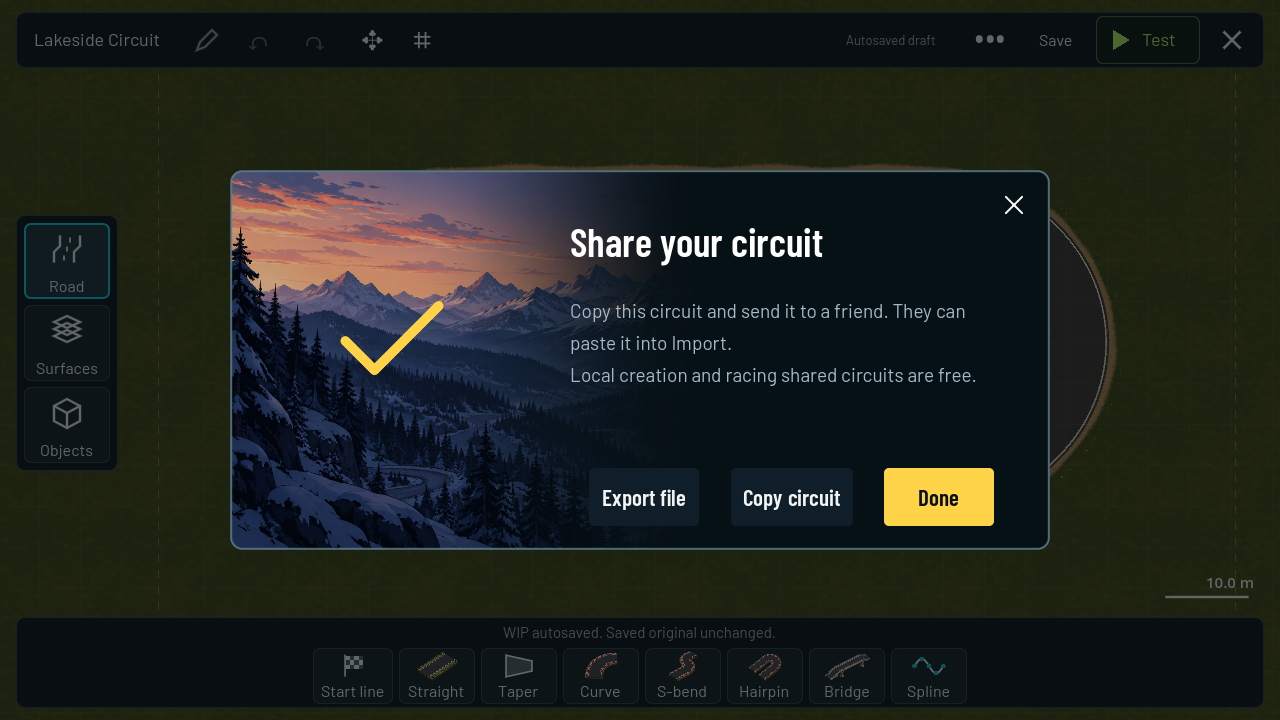 Lakeside Circuit
Autosaved draft
Save
Test
Road
Surfaces
Objects
Share your circuit
Copy this circuit and send it to a friend. They can
paste it into Import.
Local creation and racing shared circuits are free.
Export file
Copy circuit
Done
10.0 m
WIP autosaved. Saved original unchanged.
Start line
Straight
Taper
Curve
S-bend
Hairpin
Bridge
Spline